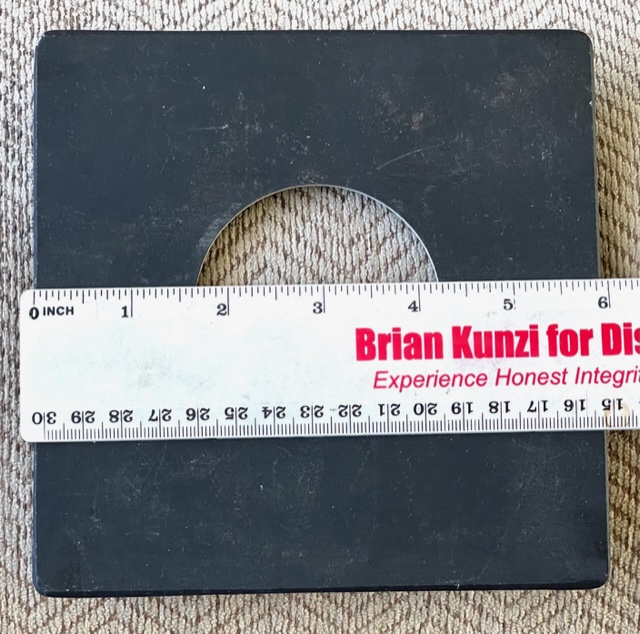 0 INCH 1 2 3 4 5 6
Brian Kunzi for Dis
Experience Honest Integrit
30 29 28 27 26 25 24 23 22 21 20 19 18 17 16 15